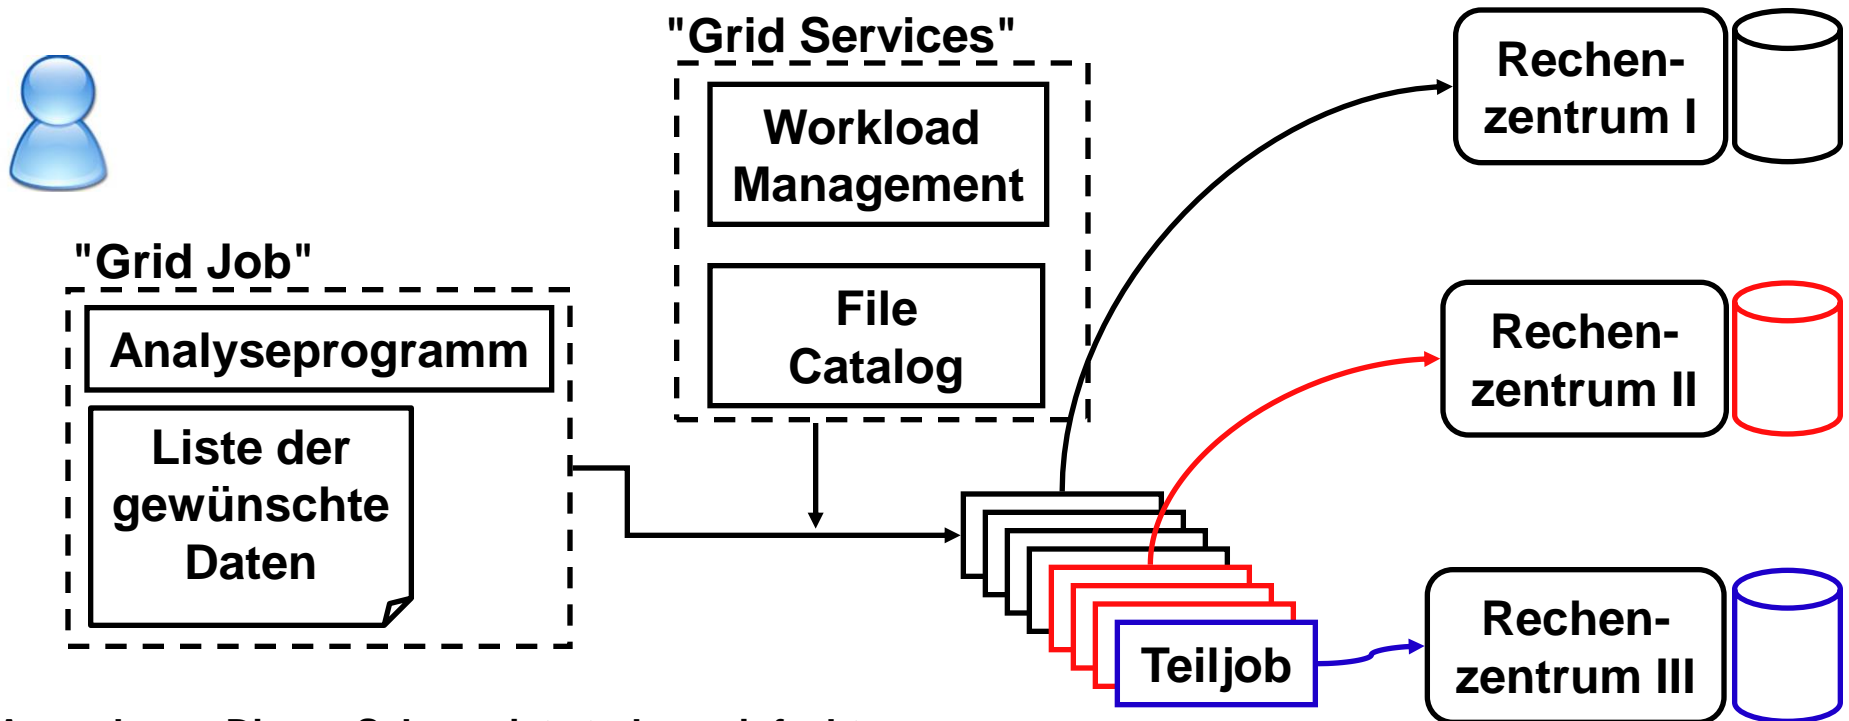 "Grid Services"
Workload
Management
File
Catalog
"Grid Job"
Analyseprogramm
Liste der
gewünschte
Daten
Teiljob
Rechen-
zentrum I
Rechen-
zentrum II
Rechen-
zentrum III